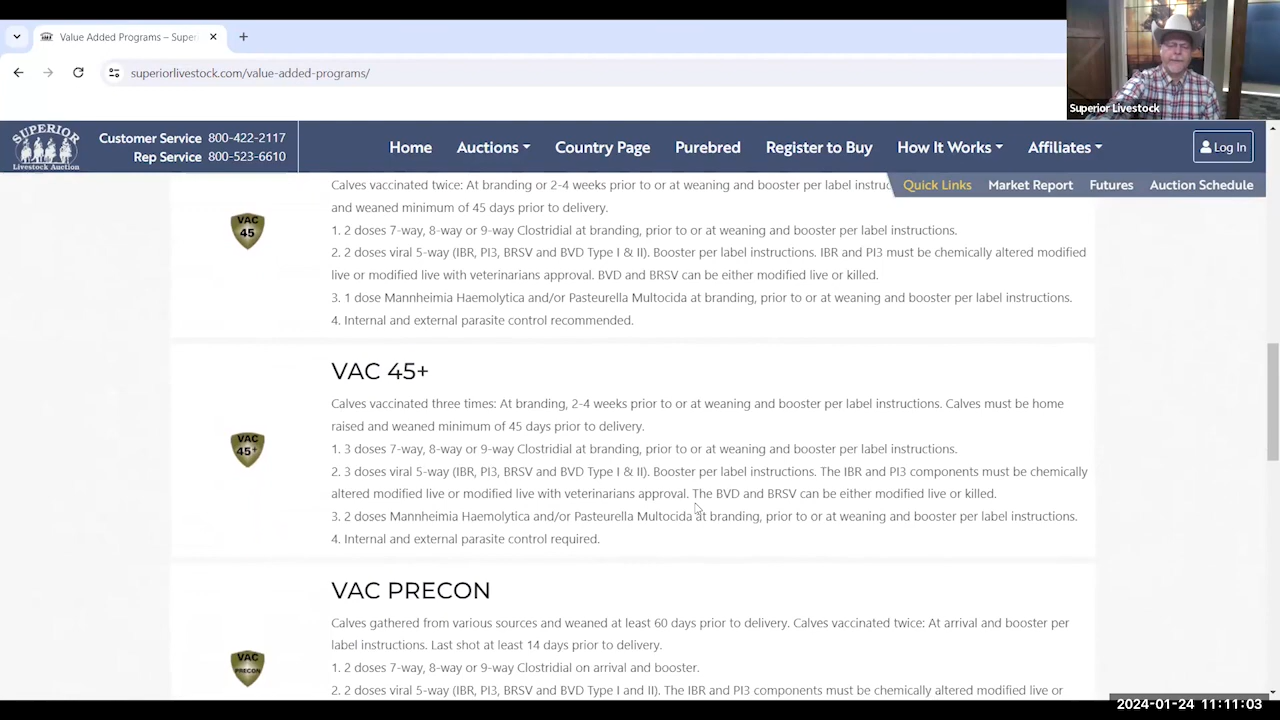 Value Added Programs – Super
superiorlivestock.com/value-added-programs/
Superior Livestock
SUPERIOR
Livestock Auction
Customer Service 800-422-2117
Rep Service 800-523-6610
Home
Auctions
Country Page
Purebred
Register to Buy
How It Works
Affiliates
Log In
Quick Links
Market Report
Futures
Auction Schedule
Calves vaccinated twice: At branding or 2-4 weeks prior to or at weaning and booster per label instruc
and weaned minimum of 45 days prior to delivery.
VAC
45
1. 2 doses 7-way, 8-way or 9-way Clostridial at branding, prior to or at weaning and booster per label instructions.
2. 2 doses viral 5-way (IBR, PI3, BRSV and BVD Type I & II). Booster per label instructions. IBR and PI3 must be chemically altered modified
live or modified live with veterinarians approval. BVD and BRSV can be either modified live or killed.
3. 1 dose Mannheimia Haemolytica and/or Pasteurella Multocida at branding, prior to or at weaning and booster per label instructions.
4. Internal and external parasite control recommended.
VAC 45+
Calves vaccinated three times: At branding, 2-4 weeks prior to or at weaning and booster per label instructions. Calves must be home
raised and weaned minimum of 45 days prior to delivery.
VAC
45+
1. 3 doses 7-way, 8-way or 9-way Clostridial at branding, prior to or at weaning and booster per label instructions.
2. 3 doses viral 5-way (IBR, PI3, BRSV and BVD Type I & II). Booster per label instructions. The IBR and PI3 components must be chemically
altered modified live or modified live with veterinarians approval. The BVD and BRSV can be either modified live or killed.
3. 2 doses Mannheimia Haemolytica and/or Pasteurella Multocida at branding, prior to or at weaning and booster per label instructions.
4. Internal and external parasite control required.
VAC PRECON
Calves gathered from various sources and weaned at least 60 days prior to delivery. Calves vaccinated twice: At arrival and booster per
label instructions. Last shot at least 14 days prior to delivery.
VAC
PRECON
1. 2 doses 7-way, 8-way or 9-way Clostridial on arrival and booster.
2. 2 doses viral 5-way (IBR, PI3, BRSV and BVD Type I and II). The IBR and PI3 components must be chemically altered modified live or
2024-01-24 11:11:03